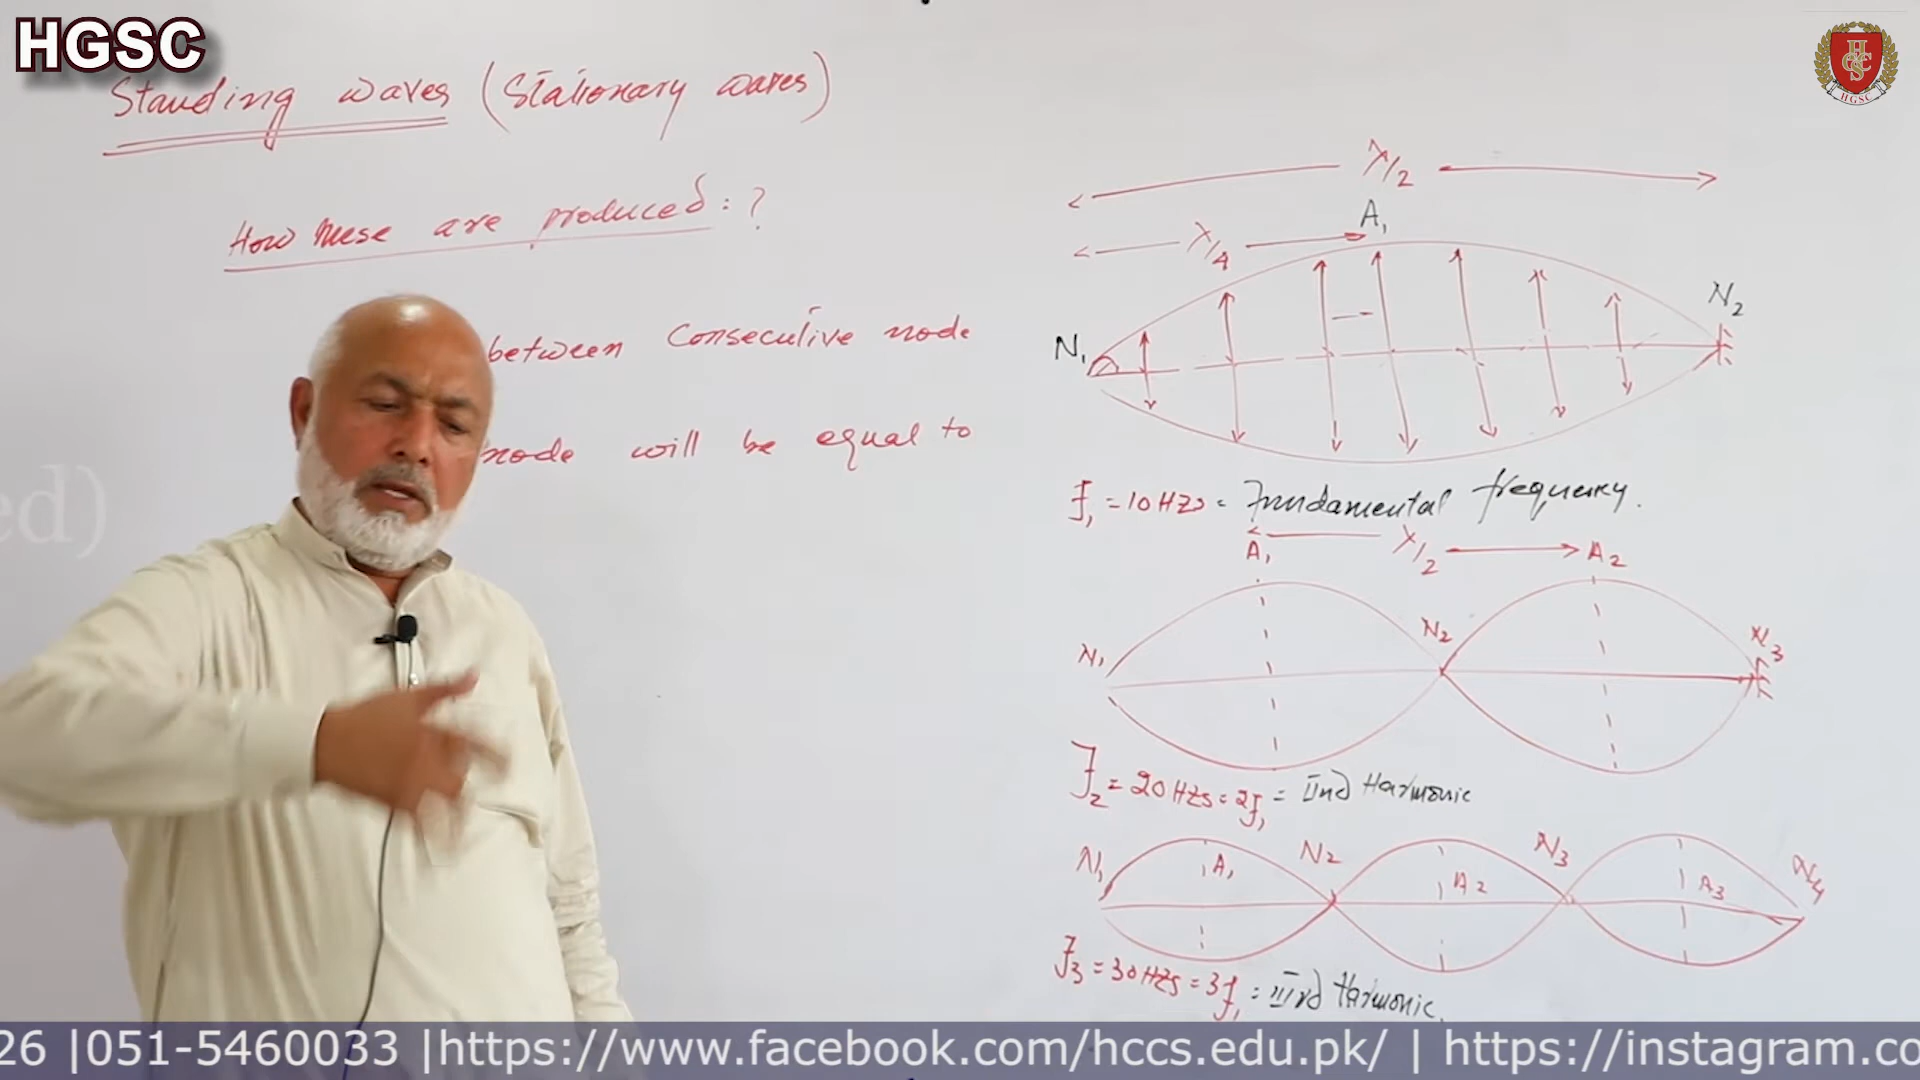 HGSC
Standing waves (Stationary waves)
How these are produced : ?
between Consecutive node
node will be equal to
ed)
λ/2
A₁
λ/4
N₂
N₁
f₁ = 10 Hzs = Fundamental frequency.
A₁ λ/2 A₂
N₁ N₂ N₃
f₂ = 20 Hzs = 2f₁ = IInd Harmonic
N₁ A₁ N₂ A₂ N₃ A₃ N₄
f₃ = 30 Hzs = 3f₁ = IIIrd Harmonic.
26 |051-5460033 |https://www.facebook.com/hccs.edu.pk/ | https://instagram.co
HGSC